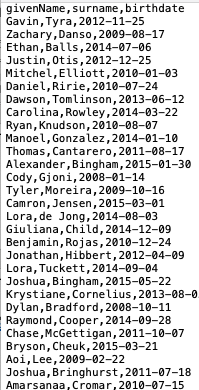 givenName,surname,birthdate
Gavin,Tyra,2012-11-25
Zachary,Danso,2009-08-17
Ethan,Balls,2014-07-06
Justin,Otis,2012-12-25
Mitchel,Elliott,2010-01-03
Daniel,Ririe,2010-07-24
Dawson,Tomlinson,2013-06-12
Carolina,Rowley,2014-03-22
Ryan,Knudson,2010-08-07
Manoel,Gonzalez,2014-01-10
Thomas,Cantarero,2011-08-17
Alexander,Bingham,2015-01-30
Cody,Gjoni,2008-01-14
Tyler,Moreira,2009-10-16
Camron,Jensen,2015-03-01
Lora,de Jong,2014-08-03
Giuliana,Child,2014-12-09
Benjamin,Rojas,2010-12-24
Jonathan,Hibbert,2012-04-09
Lora,Tuckett,2014-09-04
Joshua,Bingham,2015-05-22
Krystiane,Cornelius,2013-08-0
Dylan,Bradford,2008-10-11
Raymond,Cooper,2014-09-28
Chase,McGettigan,2011-10-07
Bryson,Cheuk,2015-03-21
Aoi,Lee,2009-02-22
Joshua,Bringhurst,2011-07-18
Amarsanaa,Cromar,2010-07-15